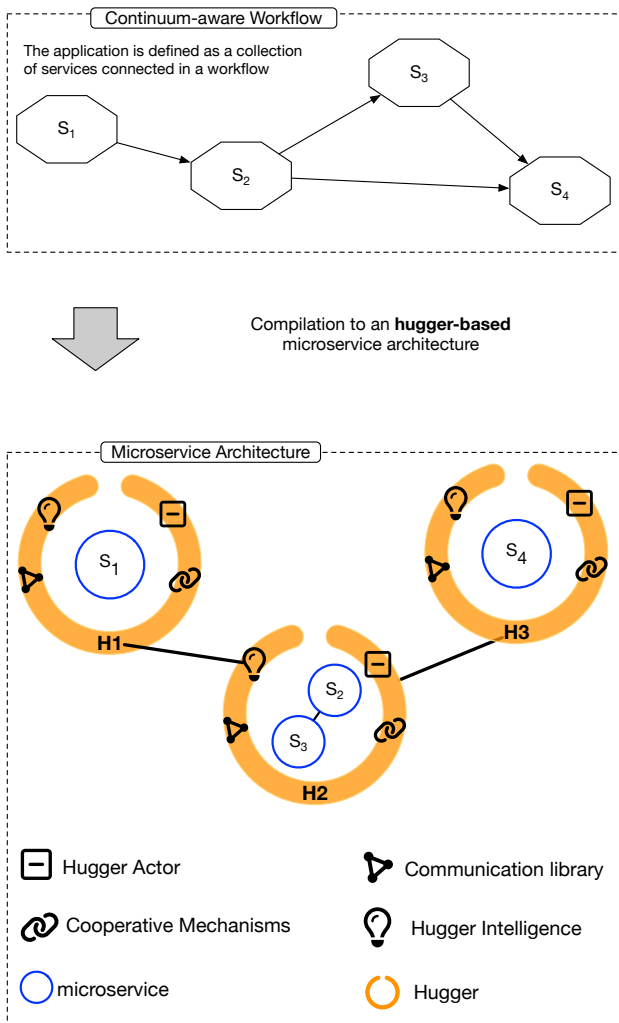 Continuum-aware Workflow
The application is defined as a collection
of services connected in a workflow
S₁
S₂
S₃
S₄
Compilation to an hugger-based
microservice architecture
Microservice Architecture
S₁
H1
S₄
H3
S₂
S₃
H2
Hugger Actor
Communication library
Cooperative Mechanisms
Hugger Intelligence
microservice
Hugger